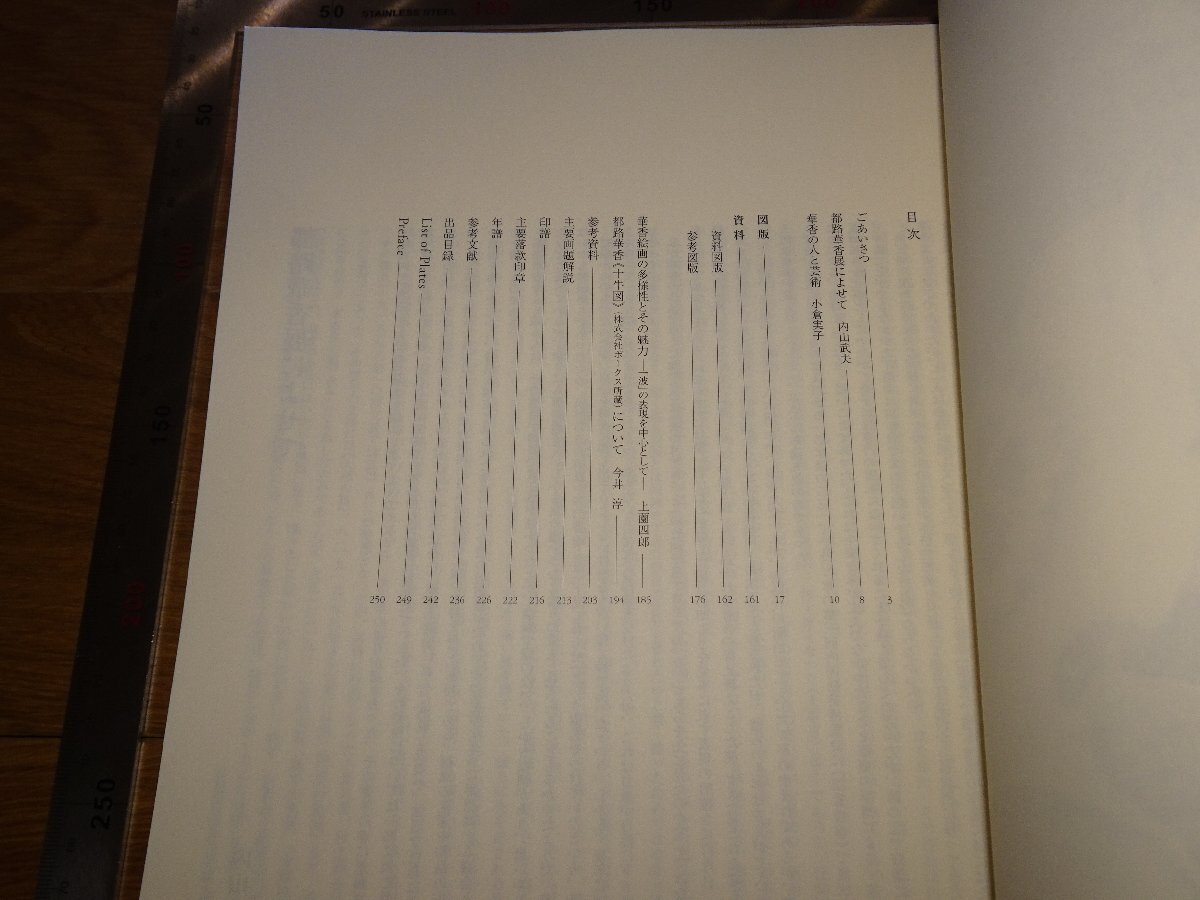 目次
ごあいさつ 3
都路華香展によせて 内山武夫 8
華香の人と芸術 小倉実子 10
図版 17
資料 161
資料図版 162
参考図版 176
華香絵画の多様性とその魅力―「波」の表現を中心として― 上薗四郎 185
都路華香《十牛図》(株式会社ボークス所蔵)について 今井 淳 194
参考資料 203
主要画題解説 213
印譜 216
主要落款印章 222
年譜 226
参考文献 236
出品目録 242
List of Plates 249
Preface 250
50 STAINLESS STEEL 100 150 200
50
100
150
200
250